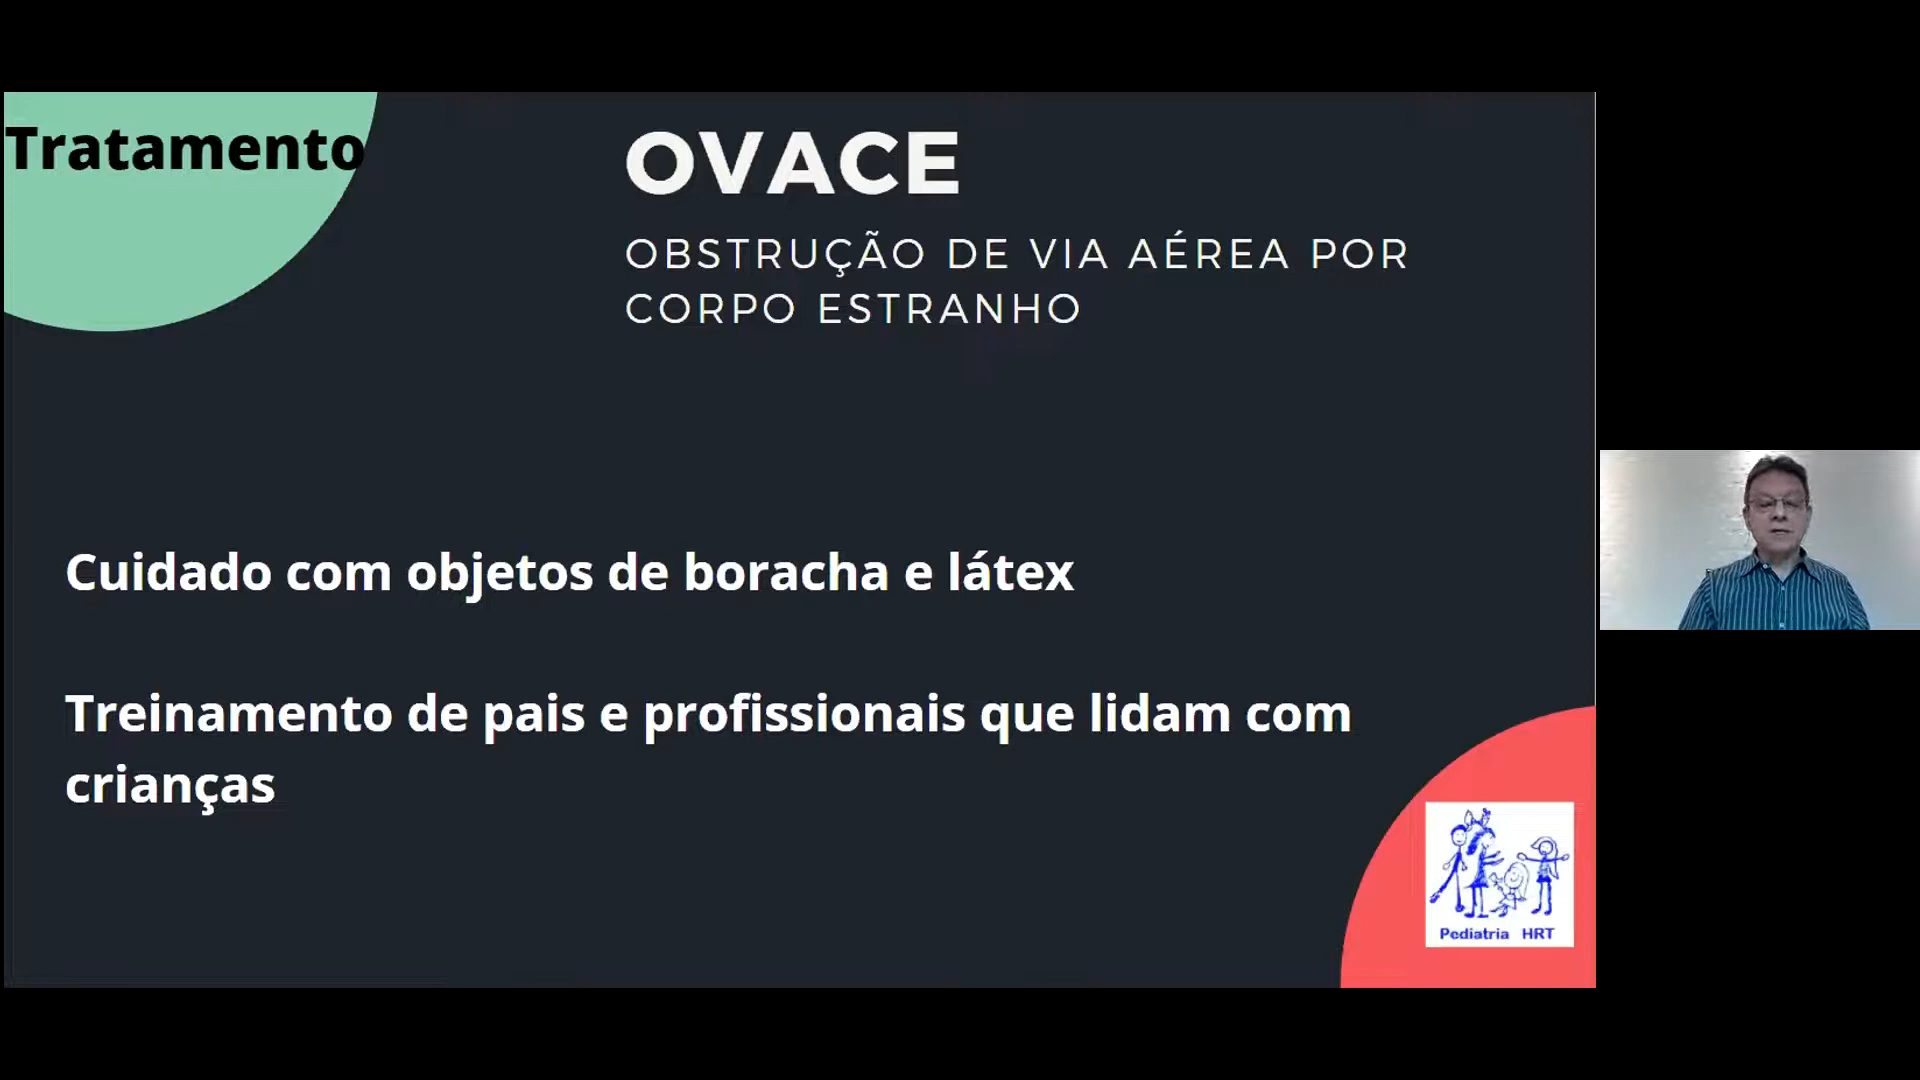 Tratamento
OVACE
OBSTRUÇÃO DE VIA AÉREA POR
CORPO ESTRANHO
Cuidado com objetos de boracha e látex
Treinamento de pais e profissionais que lidam com
crianças
Pediatria HRT